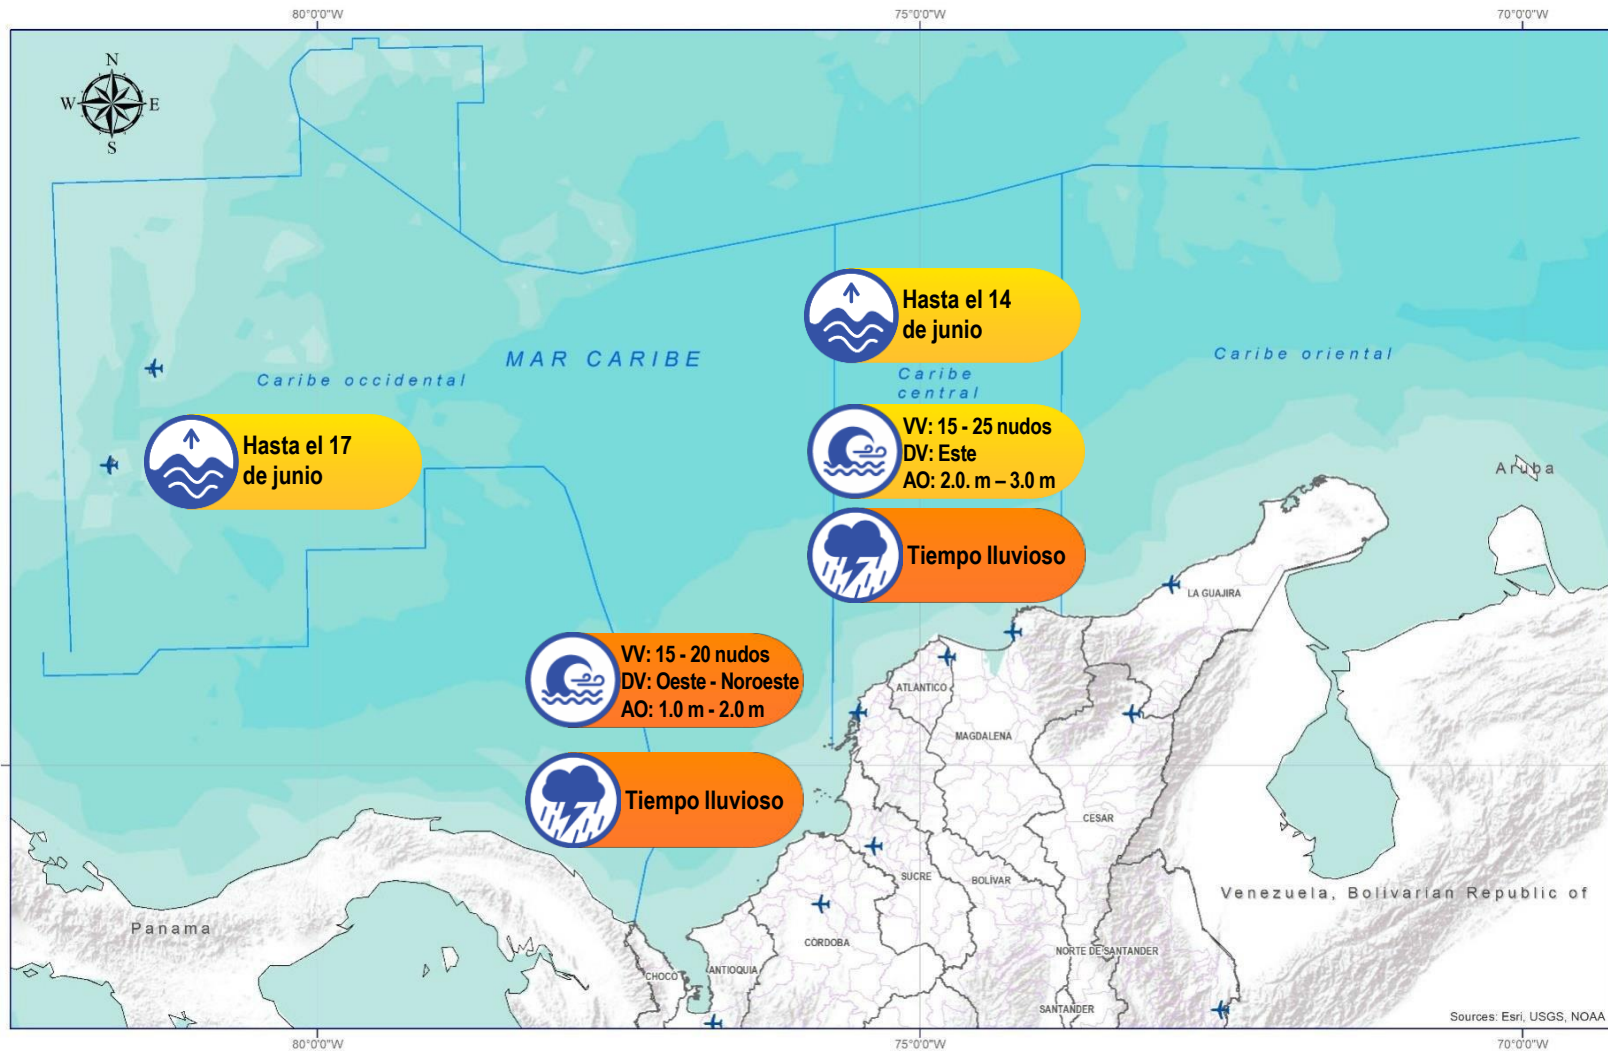 80°0'0"W
75°0'0"W
70°0'0"W
N
W
E
S
Hasta el 14
de junio
MAR CARIBE
Caribe oriental
Caribe occidental
Caribe
central
VV: 15 - 25 nudos
DV: Este
AO: 2.0. m – 3.0 m
Hasta el 17
de junio
Aruba
Tiempo lluvioso
LA GUAJIRA
VV: 15 - 20 nudos
DV: Oeste - Noroeste
AO: 1.0 m - 2.0 m
ATLANTICO
MAGDALENA
Tiempo lluvioso
CESAR
SUCRE
BOLÍVAR
Venezuela, Bolivarian Republic of
Panama
CÓRDOBA
NORTE DE SANTANDER
CHOCO
ANTIOQUIA
SANTANDER
Sources: Esri, USGS, NOAA
80°0'0"W
75°0'0"W
70°0'0"W